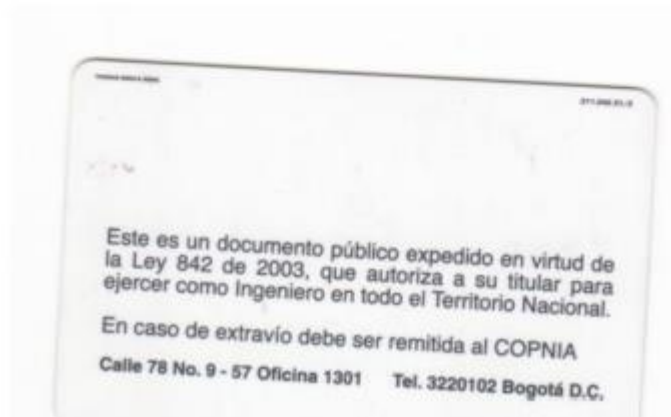 Este es un documento público expedido en virtud de
la Ley 842 de 2003, que autoriza a su titular para
ejercer como Ingeniero en todo el Territorio Nacional.
En caso de extravío debe ser remitida al COPNIA
Calle 78 No. 9 - 57 Oficina 1301 Tel. 3220102 Bogotá D.C.